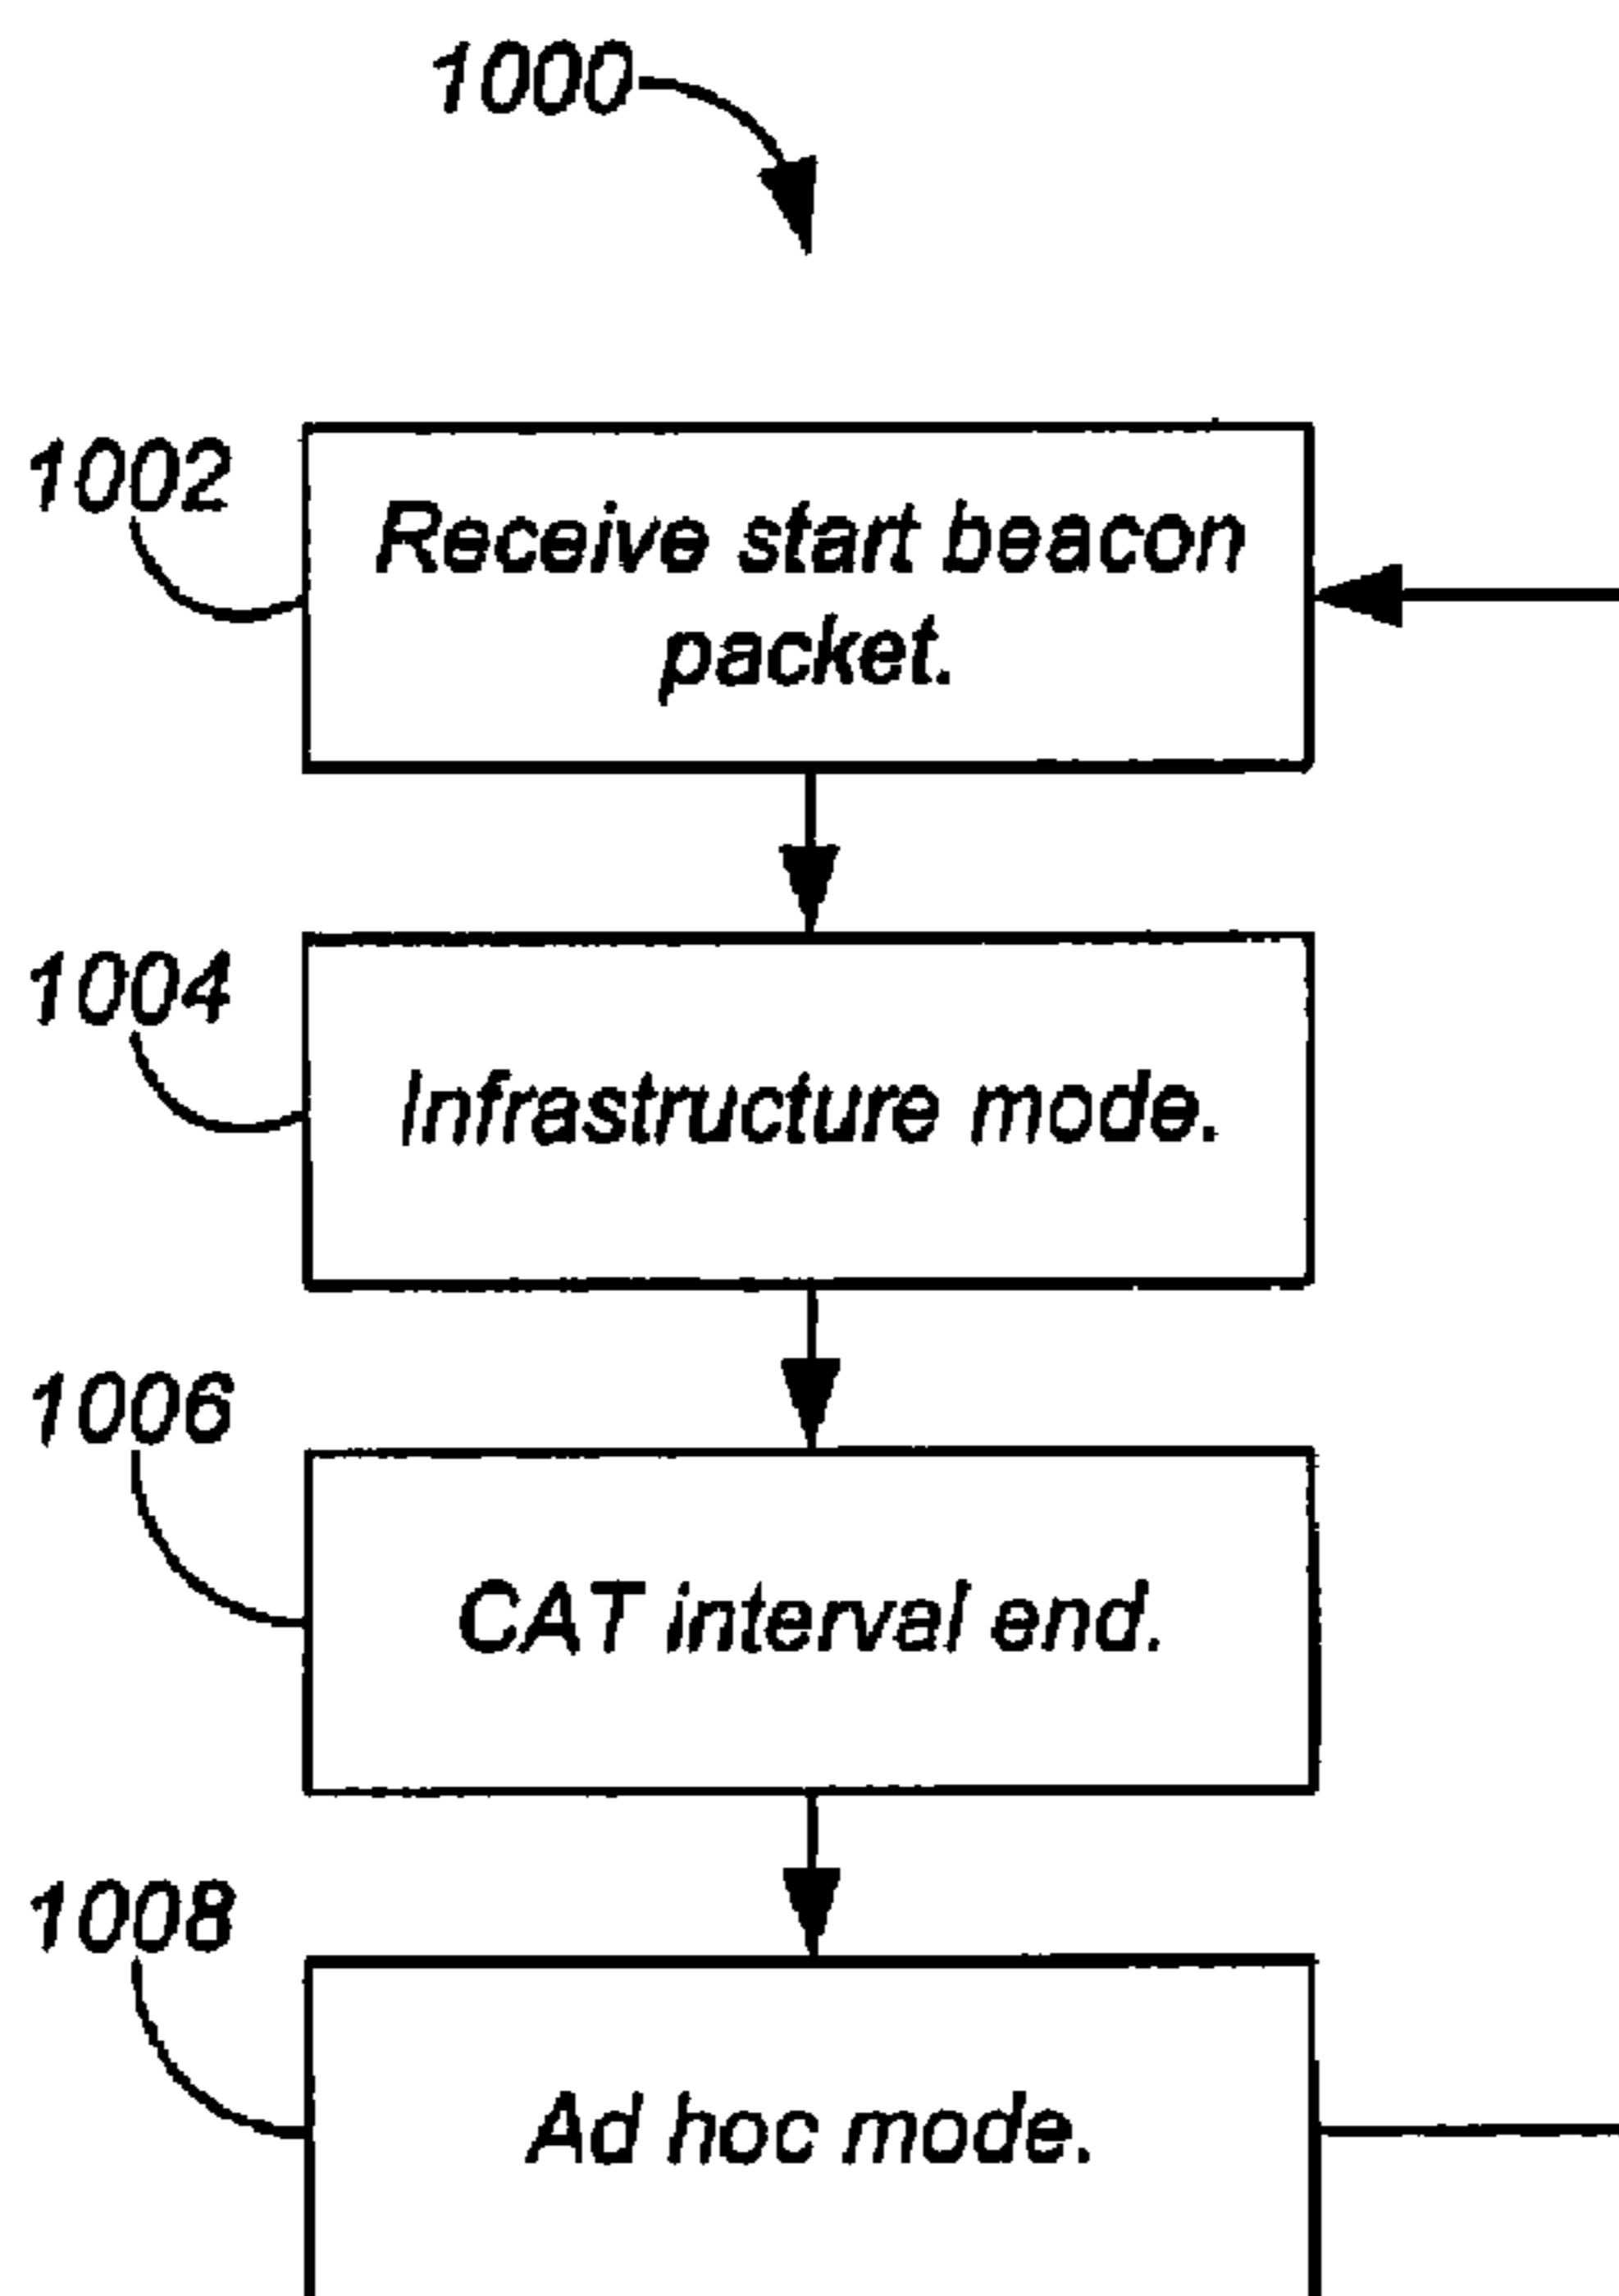 1000
1002
Receive start beacon
packet.
1004
Infrastructure mode.
1006
CAT interval end.
1008
Ad hoc mode.